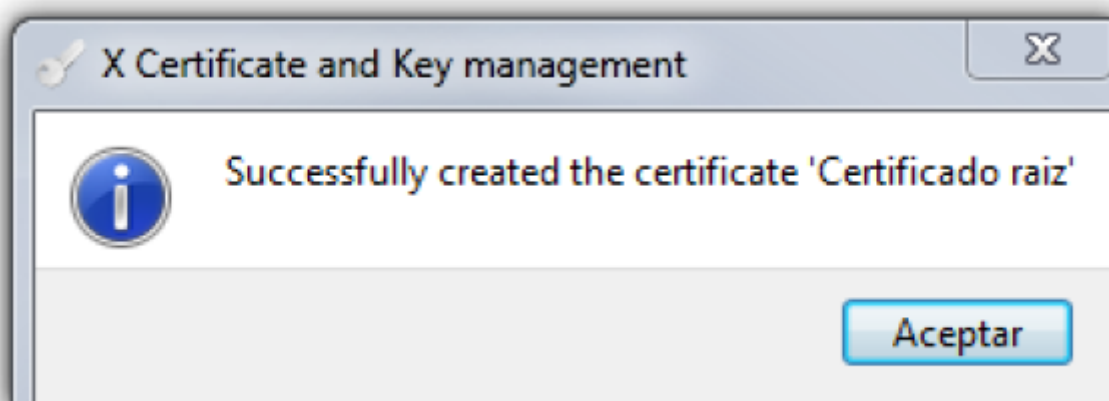 X Certificate and Key management
Successfully created the certificate 'Certificado raiz'
Aceptar